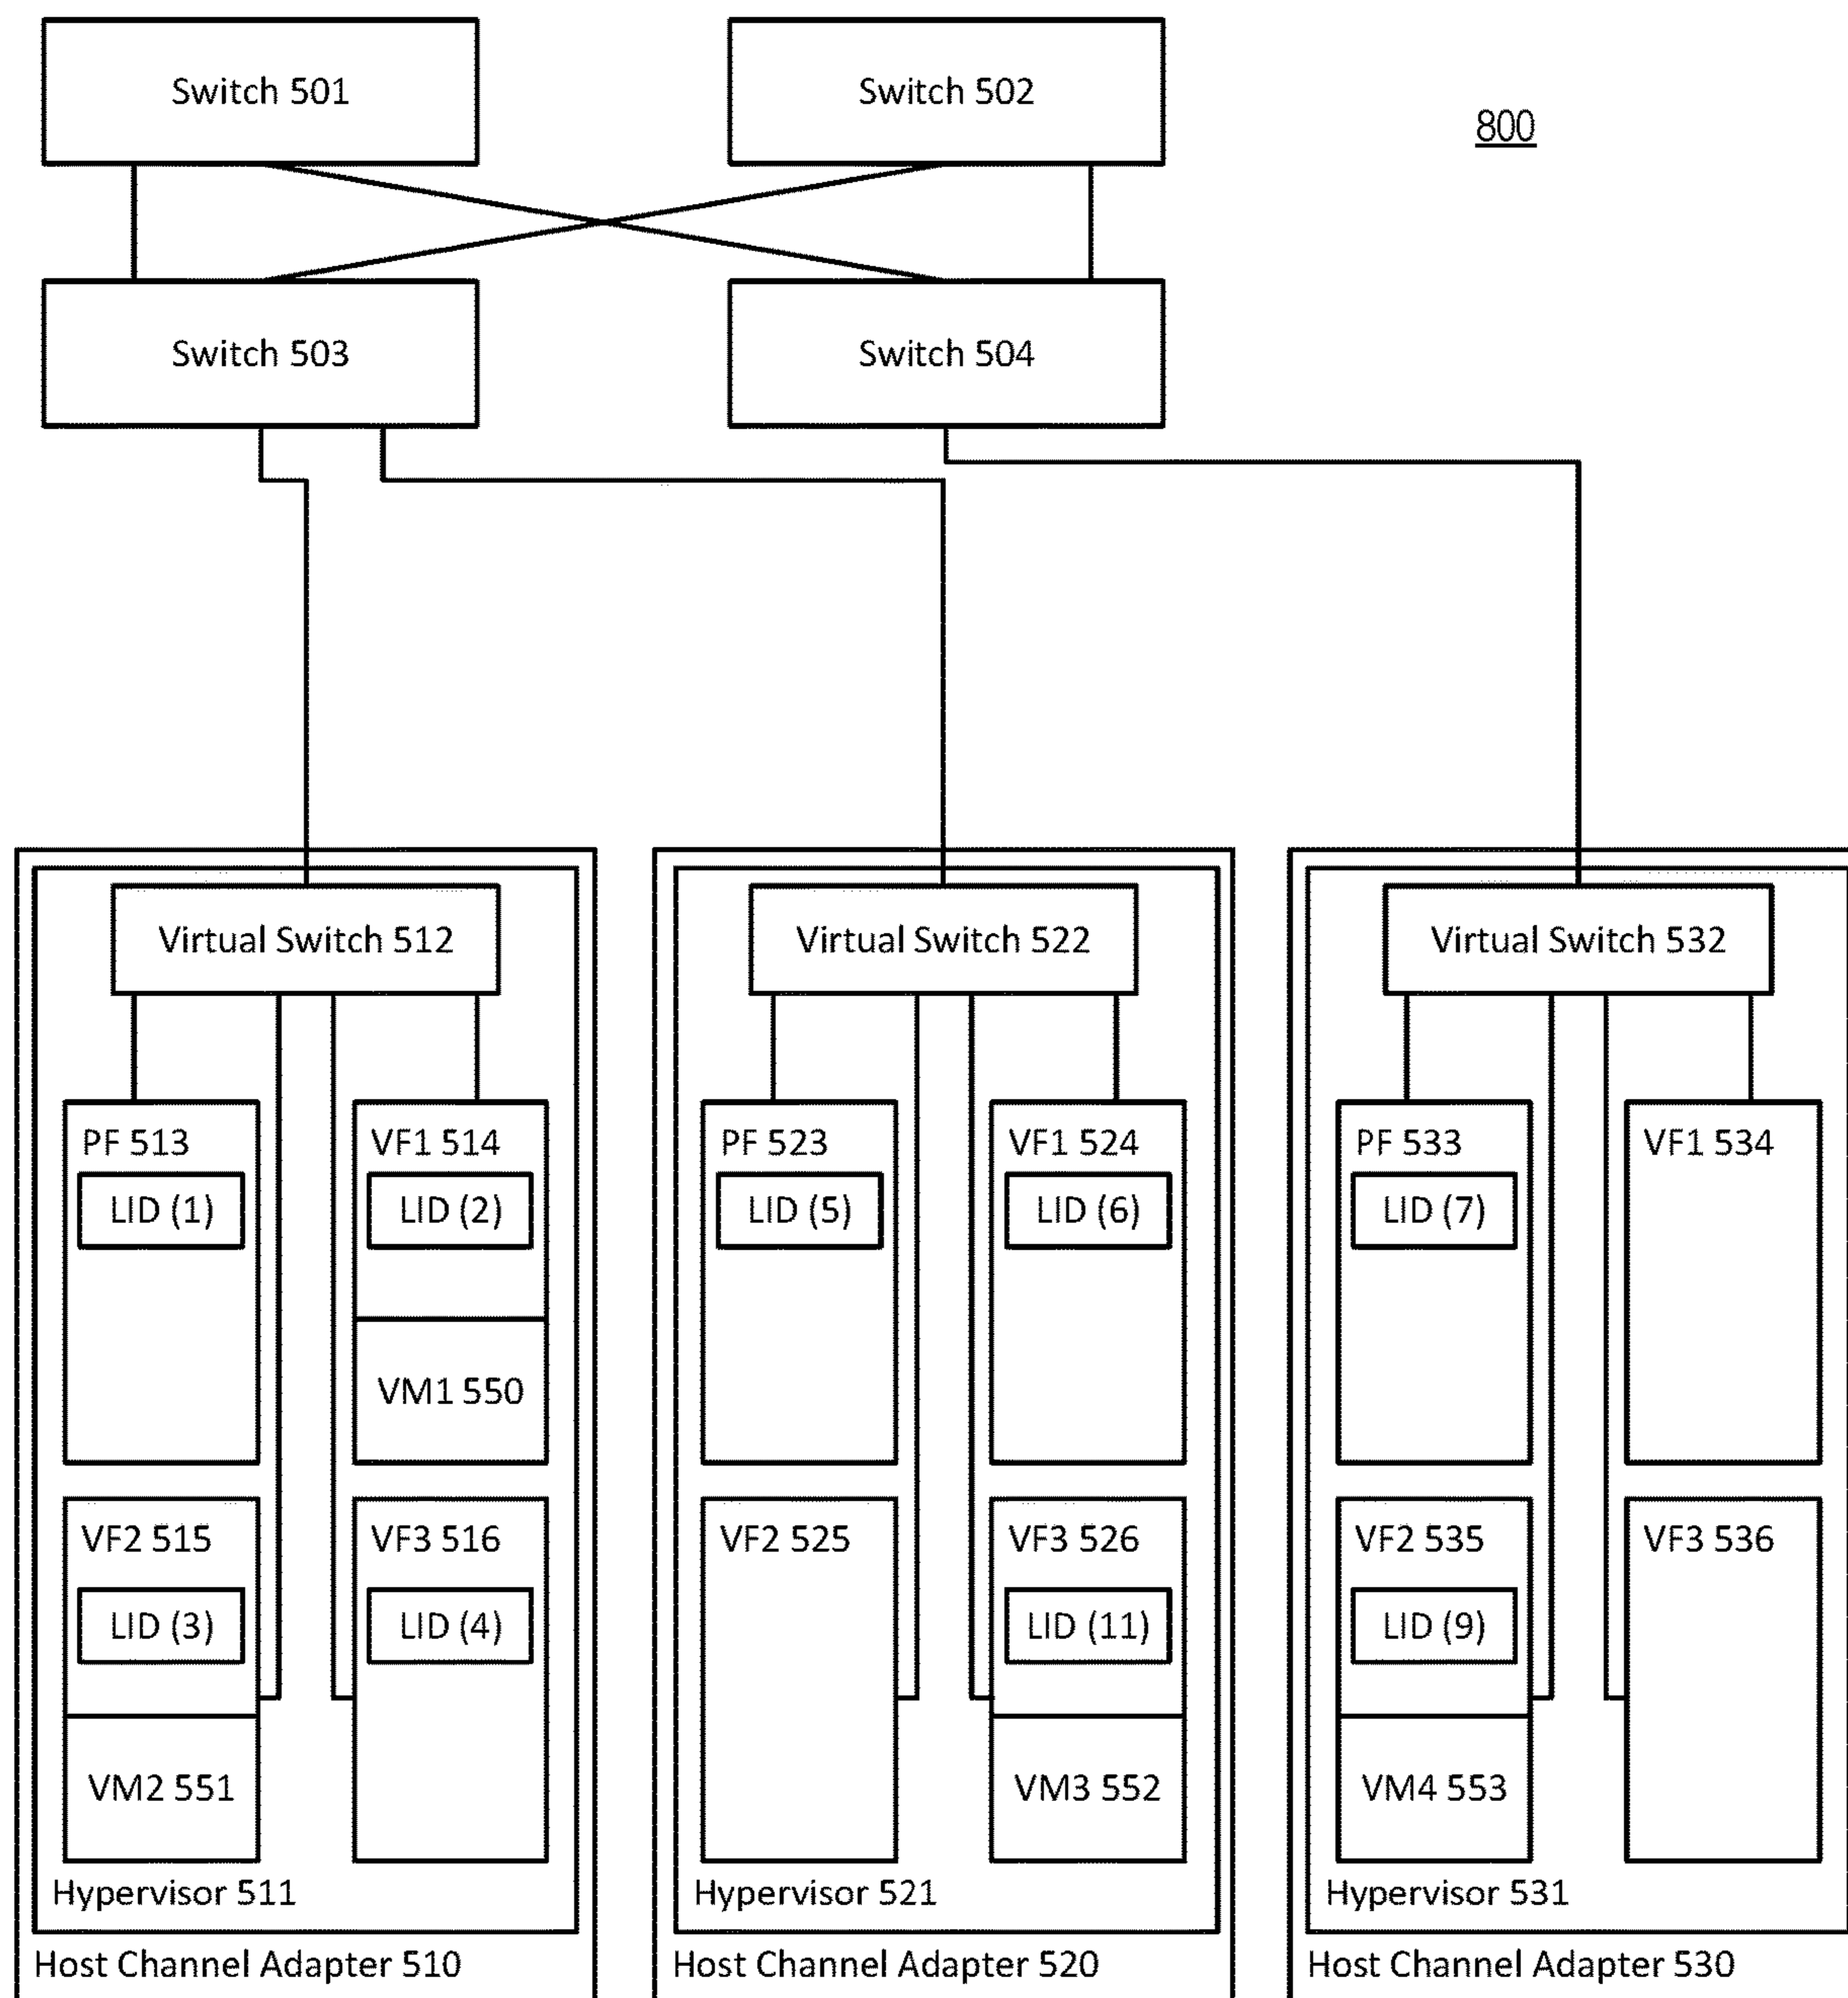 Switch 501
Switch 502
800
Switch 503
Switch 504
Virtual Switch 512
Virtual Switch 522
Virtual Switch 532
PF 513
LID (1)
VF1 514
LID (2)
VM1 550
VF2 515
LID (3)
VM2 551
VF3 516
LID (4)
Hypervisor 511
Host Channel Adapter 510
PF 523
LID (5)
VF1 524
LID (6)
VF2 525
VF3 526
LID (11)
VM3 552
Hypervisor 521
Host Channel Adapter 520
PF 533
LID (7)
VF1 534
VF2 535
LID (9)
VM4 553
VF3 536
Hypervisor 531
Host Channel Adapter 530